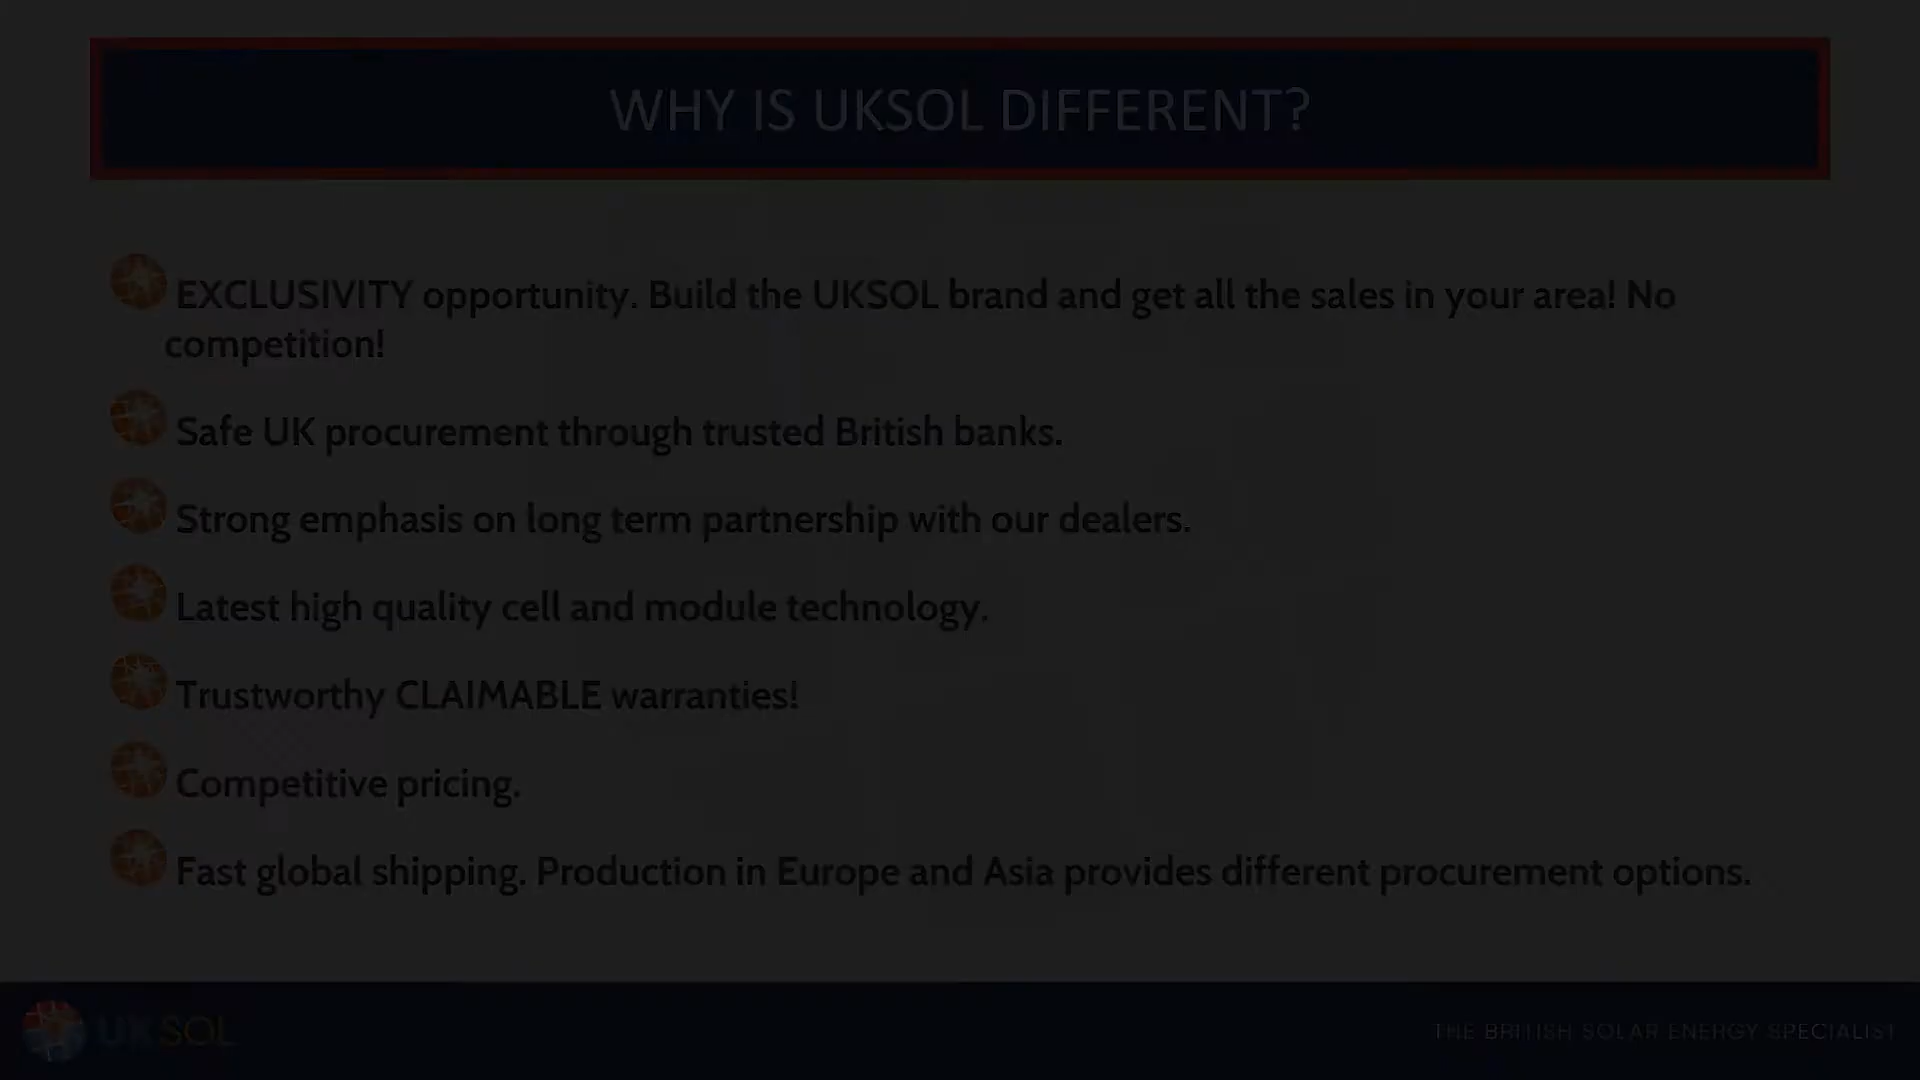 WHY IS UKSOL DIFFERENT?
EXCLUSIVITY opportunity. Build the UKSOL brand and get all the sales in your area! No
competition!
Safe UK procurement through trusted British banks.
Strong emphasis on long term partnership with our dealers.
Latest high quality cell and module technology.
Trustworthy CLAIMABLE warranties!
Competitive pricing.
Fast global shipping. Production in Europe and Asia provides different procurement options.
UKSOL
THE BRITISH SOLAR ENERGY SPECIALIST